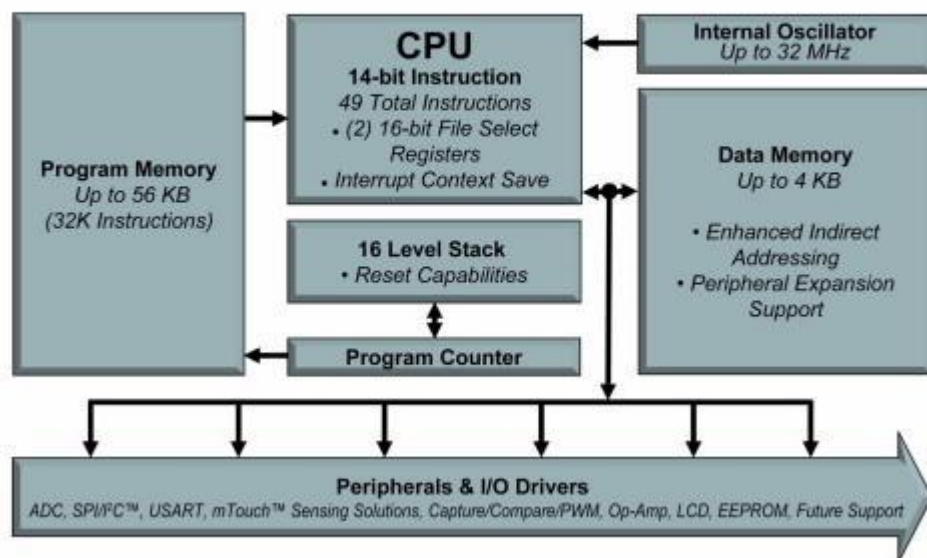 CPU
14-bit Instruction
49 Total Instructions
• (2) 16-bit File Select
Registers
• Interrupt Context Save
Internal Oscillator
Up to 32 MHz
Program Memory
Up to 56 KB
(32K Instructions)
Data Memory
Up to 4 KB
• Enhanced Indirect
Addressing
• Peripheral Expansion
Support
16 Level Stack
• Reset Capabilities
Program Counter
Peripherals & I/O Drivers
ADC, SPI/I²C™, USART, mTouch™ Sensing Solutions, Capture/Compare/PWM, Op-Amp, LCD, EEPROM, Future Support